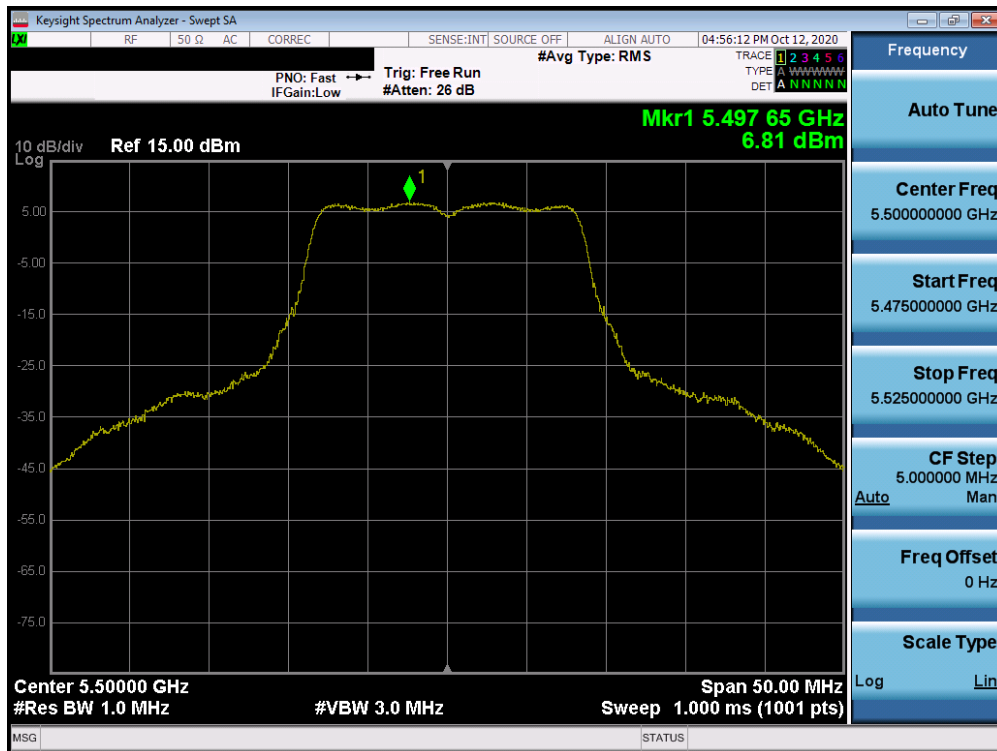 Keysight Spectrum Analyzer - Swept SA
LXI RF 50 Ω AC CORREC SENSE:INT SOURCE OFF ALIGN AUTO 04:56:12 PM Oct 12, 2020
PNO: Fast
IFGain:Low
Trig: Free Run
#Atten: 26 dB
#Avg Type: RMS
TRACE 1 2 3 4 5 6
TYPE A WWWWW
DET A N N N N N
Mkr1 5.497 65 GHz
6.81 dBm
10 dB/div
Log
Ref 15.00 dBm
1
5.00
-5.00
-15.0
-25.0
-35.0
-45.0
-55.0
-65.0
-75.0
Center 5.50000 GHz
Span 50.00 MHz
#Res BW 1.0 MHz
#VBW 3.0 MHz
Sweep 1.000 ms (1001 pts)
MSG
STATUS
Frequency
Auto Tune
Center Freq
5.500000000 GHz
Start Freq
5.475000000 GHz
Stop Freq
5.525000000 GHz
CF Step
5.000000 MHz
Auto Man
Freq Offset
0 Hz
Scale Type
Log Lin